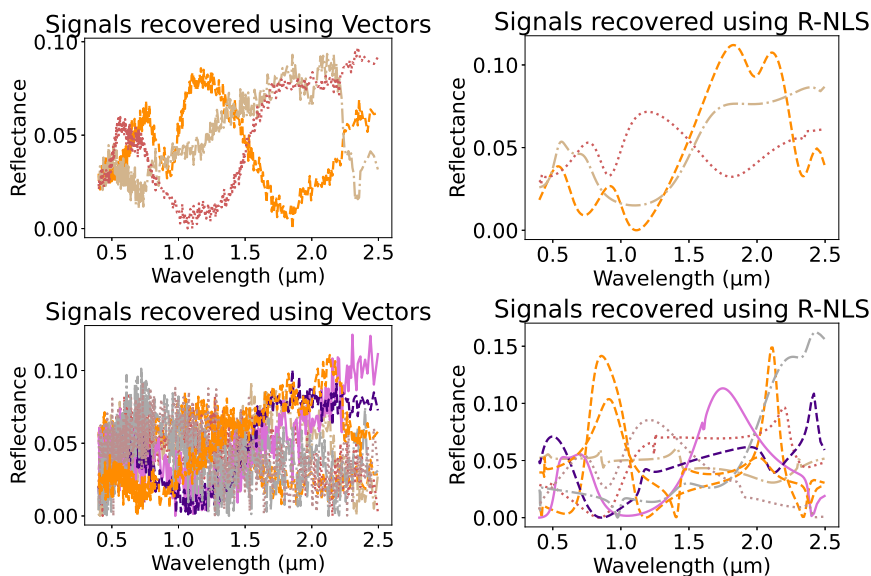 Signals recovered using Vectors
0.10
0.05
0.00
Reflectance
0.5 1.0 1.5 2.0 2.5
Wavelength (μm)
Signals recovered using R-NLS
0.10
0.05
0.00
Reflectance
0.5 1.0 1.5 2.0 2.5
Wavelength (μm)
Signals recovered using Vectors
0.10
0.05
0.00
Reflectance
0.5 1.0 1.5 2.0 2.5
Wavelength (μm)
Signals recovered using R-NLS
0.15
0.10
0.05
0.00
Reflectance
0.5 1.0 1.5 2.0 2.5
Wavelength (μm)